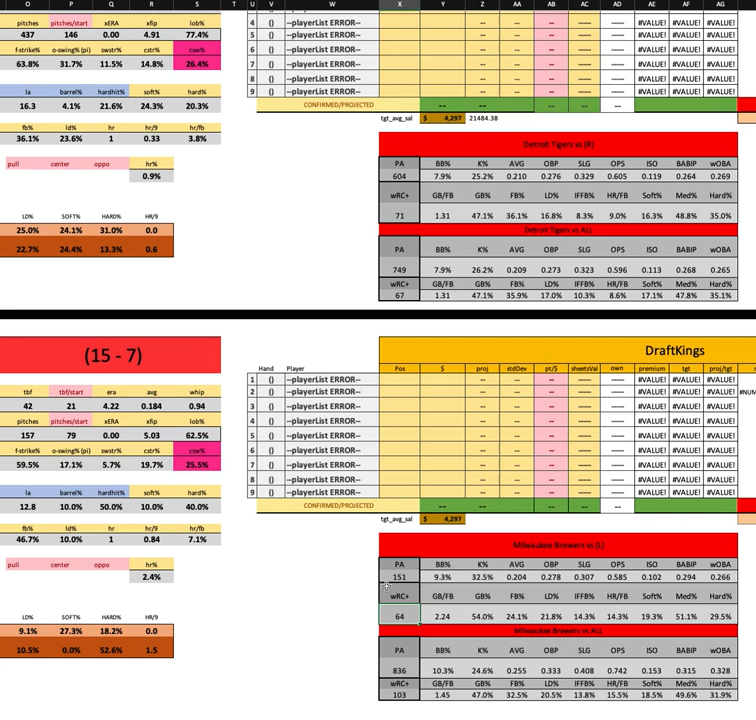 O P Q R S T U V W X Y Z AA AB AC AD AE AF AG
pitches pitches/start xERA xfip lob%
437 146 0.00 4.91 77.4%
f-strike% o-swing% (pi) swstr% cstr% csw%
63.8% 31.7% 11.5% 14.8% 26.4%
la barrel% hardhit% soft% hard%
16.3 4.1% 21.6% 24.3% 20.3%
fb% ld% hr hr/9 hr/fb
36.1% 23.6% 1 0.33 3.8%
pull center oppo hr%
0.9%
LD% SOFT% HARD% HR/9
25.0% 24.1% 31.0% 0.0
22.7% 24.4% 13.3% 0.6
4 () --playerList ERROR-- -- -- -- ----- ----- #VALUE! #VALUE! #VALUE!
5 () --playerList ERROR-- -- -- -- ----- ----- #VALUE! #VALUE! #VALUE!
6 () --playerList ERROR-- -- -- -- ----- ----- #VALUE! #VALUE! #VALUE!
7 () --playerList ERROR-- -- -- -- ----- ----- #VALUE! #VALUE! #VALUE!
8 () --playerList ERROR-- -- -- -- ----- ----- #VALUE! #VALUE! #VALUE!
9 () --playerList ERROR-- -- -- -- ----- ----- #VALUE! #VALUE! #VALUE!
CONFIRMED/PROJECTED -- -- -- -- --
tgt_avg_sal $ 4,297 21484.38
Detroit Tigers vs (R)
PA BB% K% AVG OBP SLG OPS ISO BABIP wOBA
604 7.9% 25.2% 0.210 0.276 0.329 0.605 0.114 0.264 0.269
wRC+ GB/FB GB% FB% LD% IFFB% HR/FB Soft% Med% Hard%
71 1.31 47.1% 36.1% 16.8% 8.3% 9.0% 16.3% 48.8% 35.0%
Detroit Tigers vs ALL
PA BB% K% AVG OBP SLG OPS ISO BABIP wOBA
749 7.9% 26.2% 0.209 0.273 0.323 0.596 0.113 0.268 0.265
wRC+ GB/FB GB% FB% LD% IFFB% HR/FB Soft% Med% Hard%
67 1.31 47.1% 35.9% 17.0% 10.3% 8.6% 17.1% 47.8% 35.1%
(15 - 7)
tbf tbf/start era avg whip
42 21 4.22 0.184 0.94
pitches pitches/start xERA xfip lob%
157 79 0.00 5.03 62.5%
f-strike% o-swing% (pi) swstr% cstr% csw%
59.5% 17.1% 5.7% 19.7% 25.5%
la barrel% hardhit% soft% hard%
12.8 10.0% 50.0% 10.0% 40.0%
fb% ld% hr hr/9 hr/fb
46.7% 10.0% 1 0.84 7.1%
pull center oppo hr%
2.4%
LD% SOFT% HARD% HR/9
9.1% 27.3% 18.2% 0.0
10.5% 0.0% 52.6% 1.5
DraftKings
Hand Player Pos $ proj stdDev pt/$ sheetsVal own premium tgt proj/tgt
1 () --playerList ERROR-- -- -- -- ----- ----- #VALUE! #VALUE! #VALUE!
2 () --playerList ERROR-- -- -- -- ----- ----- #VALUE! #VALUE! #VALUE! #NUM
3 () --playerList ERROR-- -- -- -- ----- ----- #VALUE! #VALUE! #VALUE!
4 () --playerList ERROR-- -- -- -- ----- ----- #VALUE! #VALUE! #VALUE!
5 () --playerList ERROR-- -- -- -- ----- ----- #VALUE! #VALUE! #VALUE!
6 () --playerList ERROR-- -- -- -- ----- ----- #VALUE! #VALUE! #VALUE!
7 () --playerList ERROR-- -- -- -- ----- ----- #VALUE! #VALUE! #VALUE!
8 () --playerList ERROR-- -- -- -- ----- ----- #VALUE! #VALUE! #VALUE!
9 () --playerList ERROR-- -- -- -- ----- ----- #VALUE! #VALUE! #VALUE!
CONFIRMED/PROJECTED -- -- -- -- --
tgt_avg_sal $ 4,297
Milwaukee Brewers vs (L)
PA BB% K% AVG OBP SLG OPS ISO BABIP wOBA
151 9.3% 32.5% 0.204 0.278 0.307 0.585 0.102 0.294 0.266
wRC+ GB/FB GB% FB% LD% IFFB% HR/FB Soft% Med% Hard%
64 2.24 54.0% 24.1% 21.8% 14.3% 14.3% 19.3% 51.1% 29.5%
Milwaukee Brewers vs ALL
PA BB% K% AVG OBP SLG OPS ISO BABIP wOBA
836 10.3% 24.6% 0.255 0.333 0.408 0.742 0.153 0.315 0.328
wRC+ GB/FB GB% FB% LD% IFFB% HR/FB Soft% Med% Hard%
103 1.45 47.0% 32.5% 20.5% 13.8% 15.5% 18.5% 49.6% 31.9%